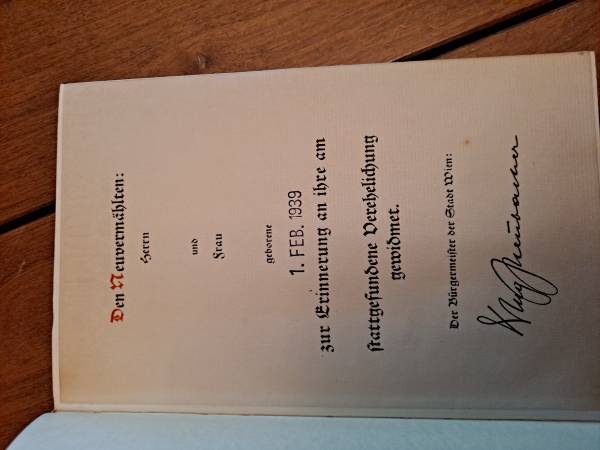 Den Neuvermählten:
Herrn
und
Frau
geborene
1. FEB. 1939
zur Erinnerung an ihre am
stattgefundene Verehelichung
gewidmet.
Der Bürgermeister der Stadt Wien:
Neubacher